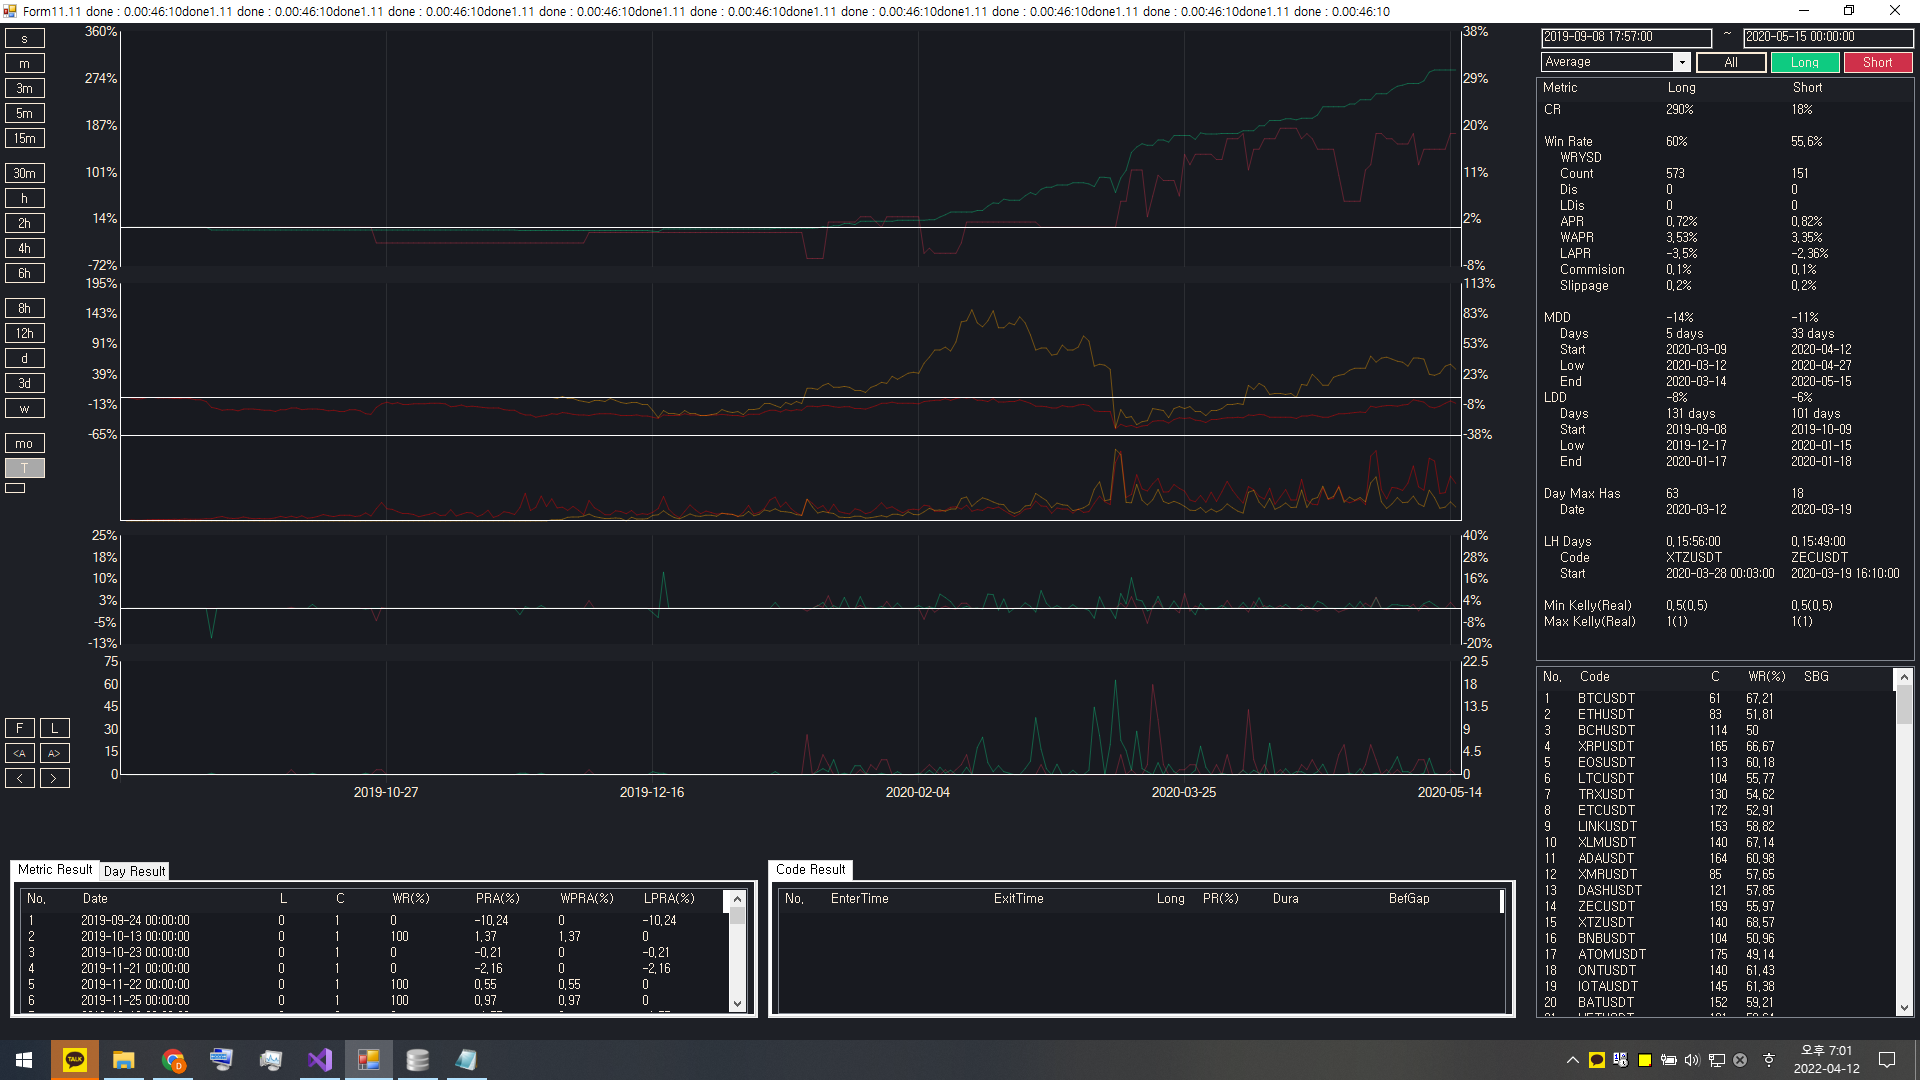 Form11.11 done : 0.00:46:10done1.11 done : 0.00:46:10done1.11 done : 0.00:46:10done1.11 done : 0.00:46:10done1.11 done : 0.00:46:10done1.11 done : 0.00:46:10done1.11 done : 0.00:46:10done1.11 done : 0.00:46:10done1.11 done : 0.00:46:10
s
m
3m
5m
15m
30m
h
2h
4h
6h
8h
12h
d
3d
w
mo
T
F L
<A A>
< >
360% 38%
274% 29%
187% 20%
101% 11%
14% 2%
-72% -8%
195% 113%
143% 83%
91% 53%
39% 23%
-13% -8%
-65% -38%
25% 40%
18% 28%
10% 16%
3% 4%
-5% -8%
-13% -20%
75 22.5
60 18
45 13.5
30 9
15 4.5
0 0
2019-10-27 2019-12-16 2020-02-04 2020-03-25 2020-05-14
2019-09-08 17:57:00 ~ 2020-05-15 00:00:00
Average All Long Short
Metric Long Short
CR 290% 18%
Win Rate 60% 55.6%
WRYSD
Count 573 151
Dis 0 0
LDis 0 0
APR 0.72% 0.82%
WAPR 3.53% 3.35%
LAPR -3.5% -2.36%
Commision 0.1% 0.1%
Slippage 0.2% 0.2%
MDD -14% -11%
Days 5 days 33 days
Start 2020-03-09 2020-04-12
Low 2020-03-12 2020-04-27
End 2020-03-14 2020-05-15
LDD -8% -6%
Days 131 days 101 days
Start 2019-09-08 2019-10-09
Low 2019-12-17 2020-01-15
End 2020-01-17 2020-01-18
Day Max Has 63 18
Date 2020-03-12 2020-03-19
LH Days 0.15:56:00 0.15:49:00
Code XTZUSDT ZECUSDT
Start 2020-03-28 00:03:00 2020-03-19 16:10:00
Min Kelly(Real) 0.5(0.5) 0.5(0.5)
Max Kelly(Real) 1(1) 1(1)
No. Code C WR(%) SBG
1 BTCUSDT 61 67.21
2 ETHUSDT 83 51.81
3 BCHUSDT 114 50
4 XRPUSDT 165 66.67
5 EOSUSDT 113 60.18
6 LTCUSDT 104 55.77
7 TRXUSDT 130 54.62
8 ETCUSDT 172 52.91
9 LINKUSDT 153 58.82
10 XLMUSDT 140 67.14
11 ADAUSDT 164 60.98
12 XMRUSDT 85 57.65
13 DASHUSDT 121 57.85
14 ZECUSDT 159 55.97
15 XTZUSDT 140 68.57
16 BNBUSDT 104 50.96
17 ATOMUSDT 175 49.14
18 ONTUSDT 140 61.43
19 IOTAUSDT 145 61.38
20 BATUSDT 152 59.21
Metric Result Day Result
No. Date L C WR(%) PRA(%) WPRA(%) LPRA(%)
1 2019-09-24 00:00:00 0 1 0 -10.24 0 -10.24
2 2019-10-13 00:00:00 0 1 100 1.37 1.37 0
3 2019-10-23 00:00:00 0 1 0 -0.21 0 -0.21
4 2019-11-21 00:00:00 0 1 0 -2.16 0 -2.16
5 2019-11-22 00:00:00 0 1 100 0.55 0.55 0
6 2019-11-25 00:00:00 0 1 100 0.97 0.97 0
Code Result
No. EnterTime ExitTime Long PR(%) Dura BefGap
TALK
오후 7:01
2022-04-12